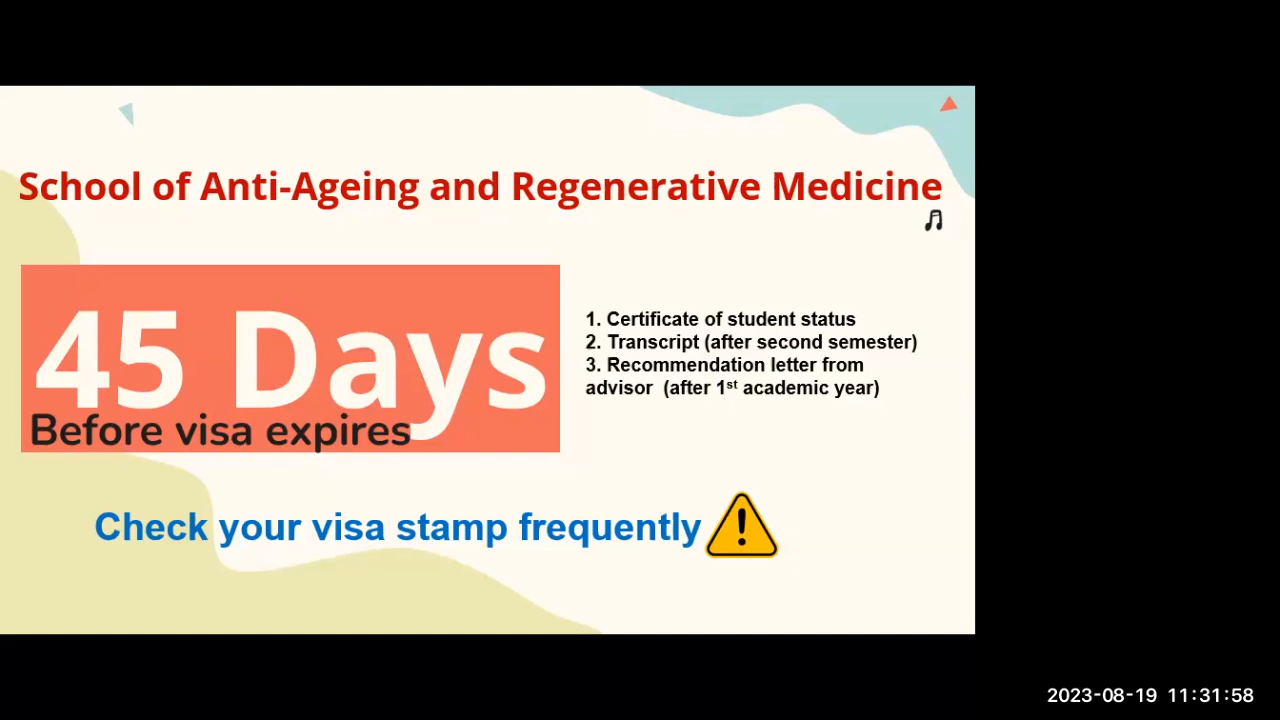 School of Anti-Ageing and Regenerative Medicine
45 Days
Before visa expires
1. Certificate of student status
2. Transcript (after second semester)
3. Recommendation letter from
advisor (after 1st academic year)
Check your visa stamp frequently
2023-08-19 11:31:58